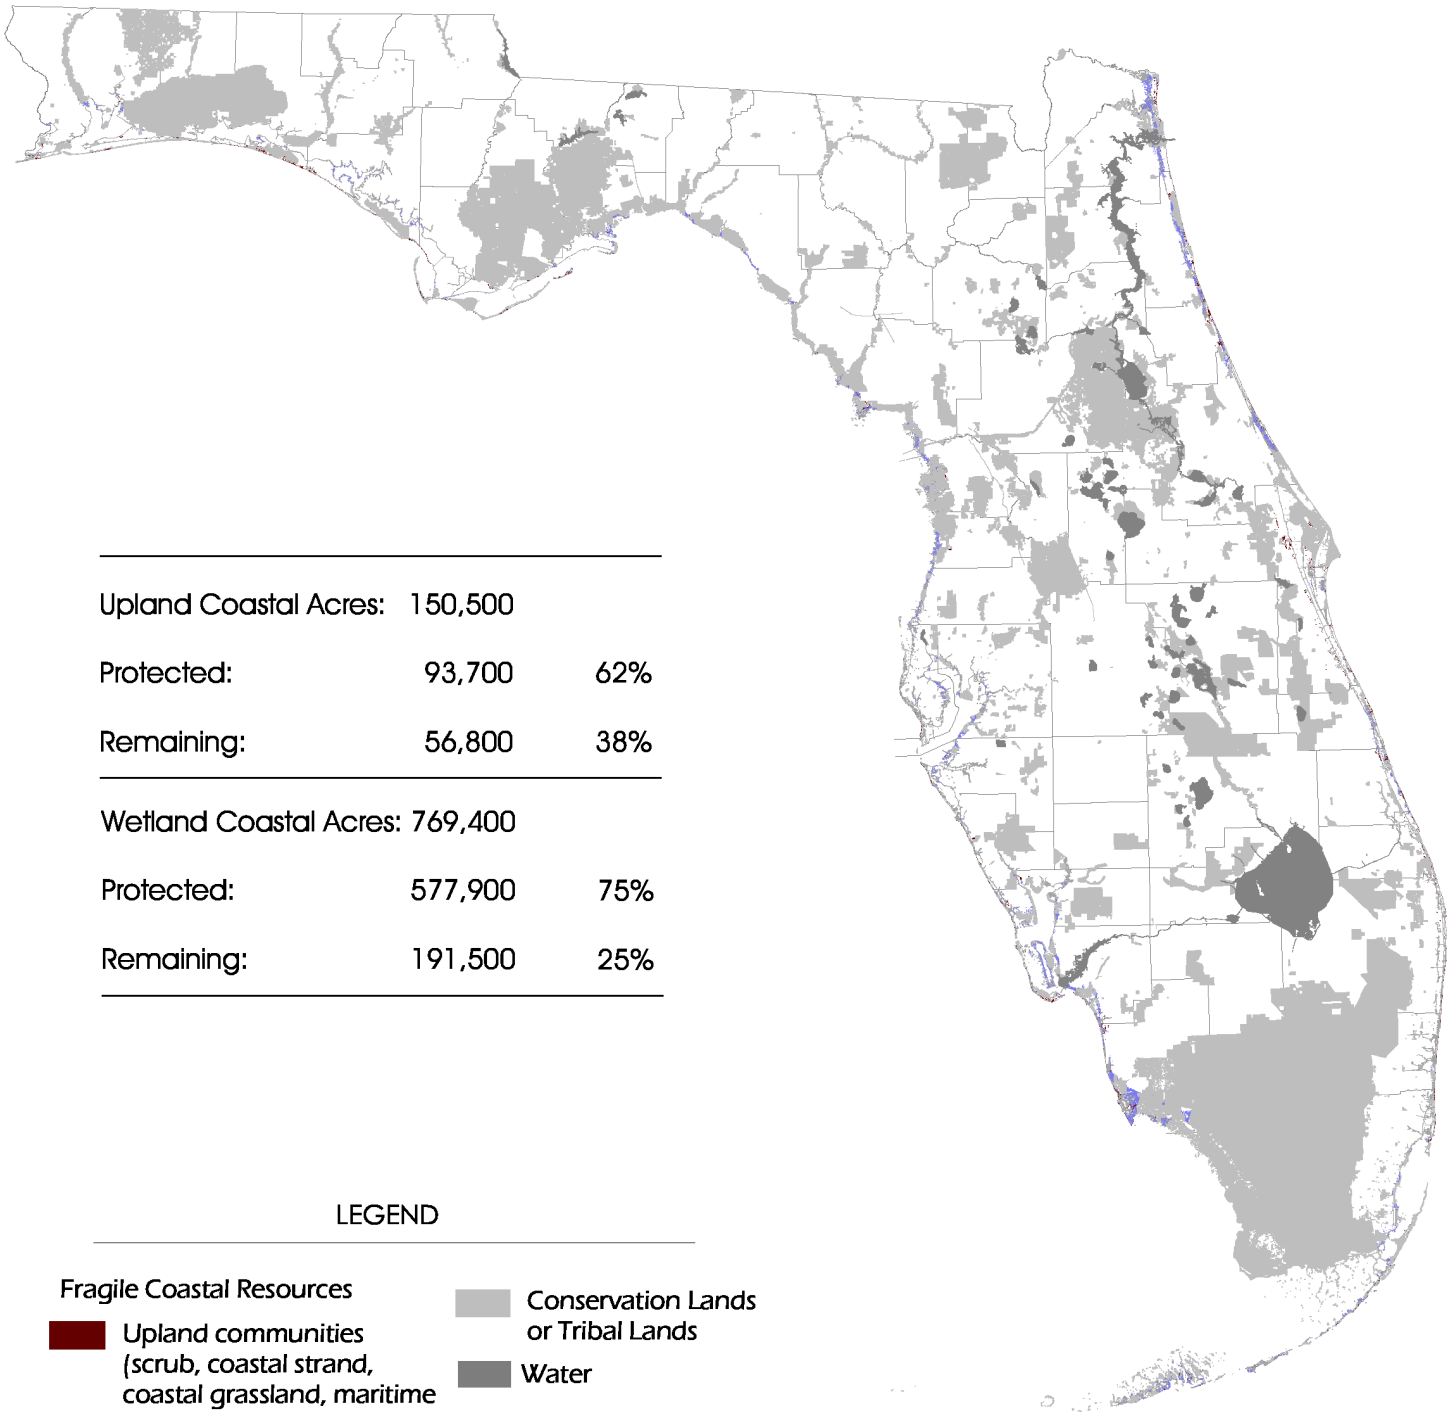 Upland Coastal Acres: 150,500
Protected: 93,700 62%
Remaining: 56,800 38%
Wetland Coastal Acres: 769,400
Protected: 577,900 75%
Remaining: 191,500 25%
LEGEND
Fragile Coastal Resources
Upland communities
(scrub, coastal strand,
coastal grassland, maritime
Conservation Lands
or Tribal Lands
Water